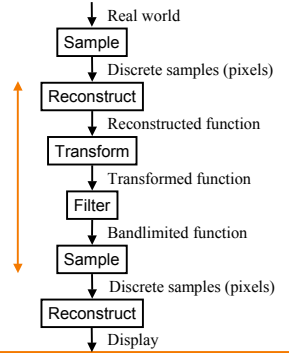 Real world
Sample
Discrete samples (pixels)
Reconstruct
Reconstructed function
Transform
Transformed function
Filter
Bandlimited function
Sample
Discrete samples (pixels)
Reconstruct
Display